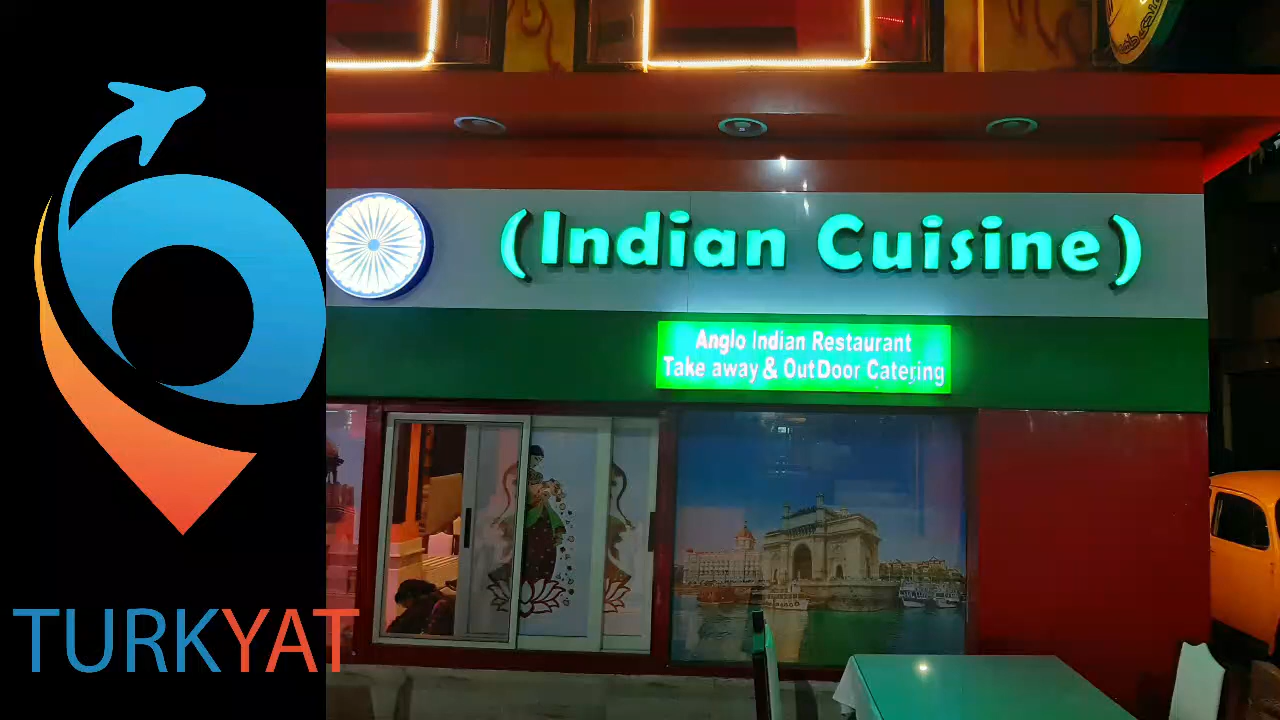 (Indian Cuisine)
Anglo Indian Restaurant
Take away & OutDoor Catering
TURKYAT